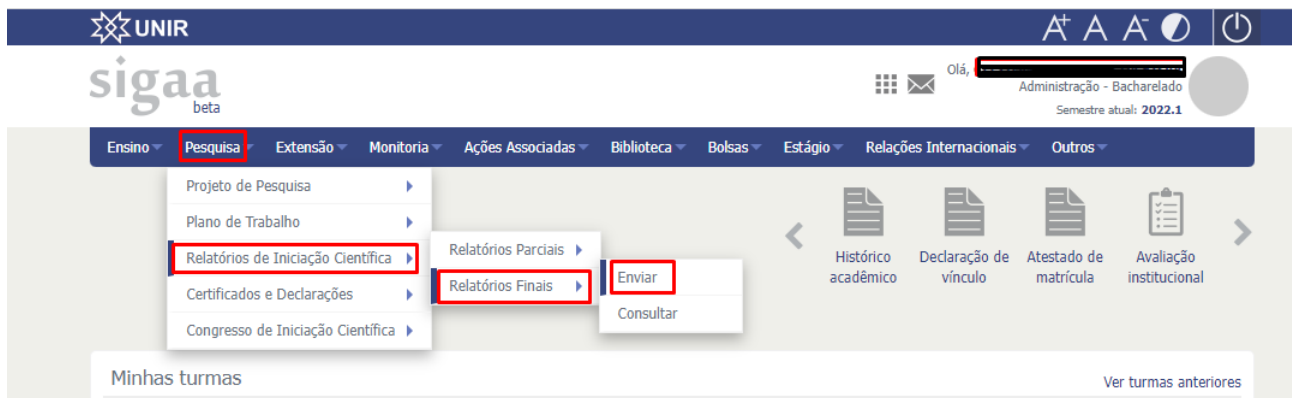 UNIR
A+ A A-
sigaa
beta
Olá,
Administração - Bacharelado
Semestre atual: 2022.1
Ensino Pesquisa Extensão Monitoria Ações Associadas Biblioteca Bolsas Estágio Relações Internacionais Outros
Projeto de Pesquisa
Plano de Trabalho
Relatórios de Iniciação Científica
Certificados e Declarações
Congresso de Iniciação Científica
Relatórios Parciais
Relatórios Finais
Enviar
Consultar
Histórico
acadêmico
Declaração de
vínculo
Atestado de
matrícula
Avaliação
institucional
Minhas turmas
Ver turmas anteriores